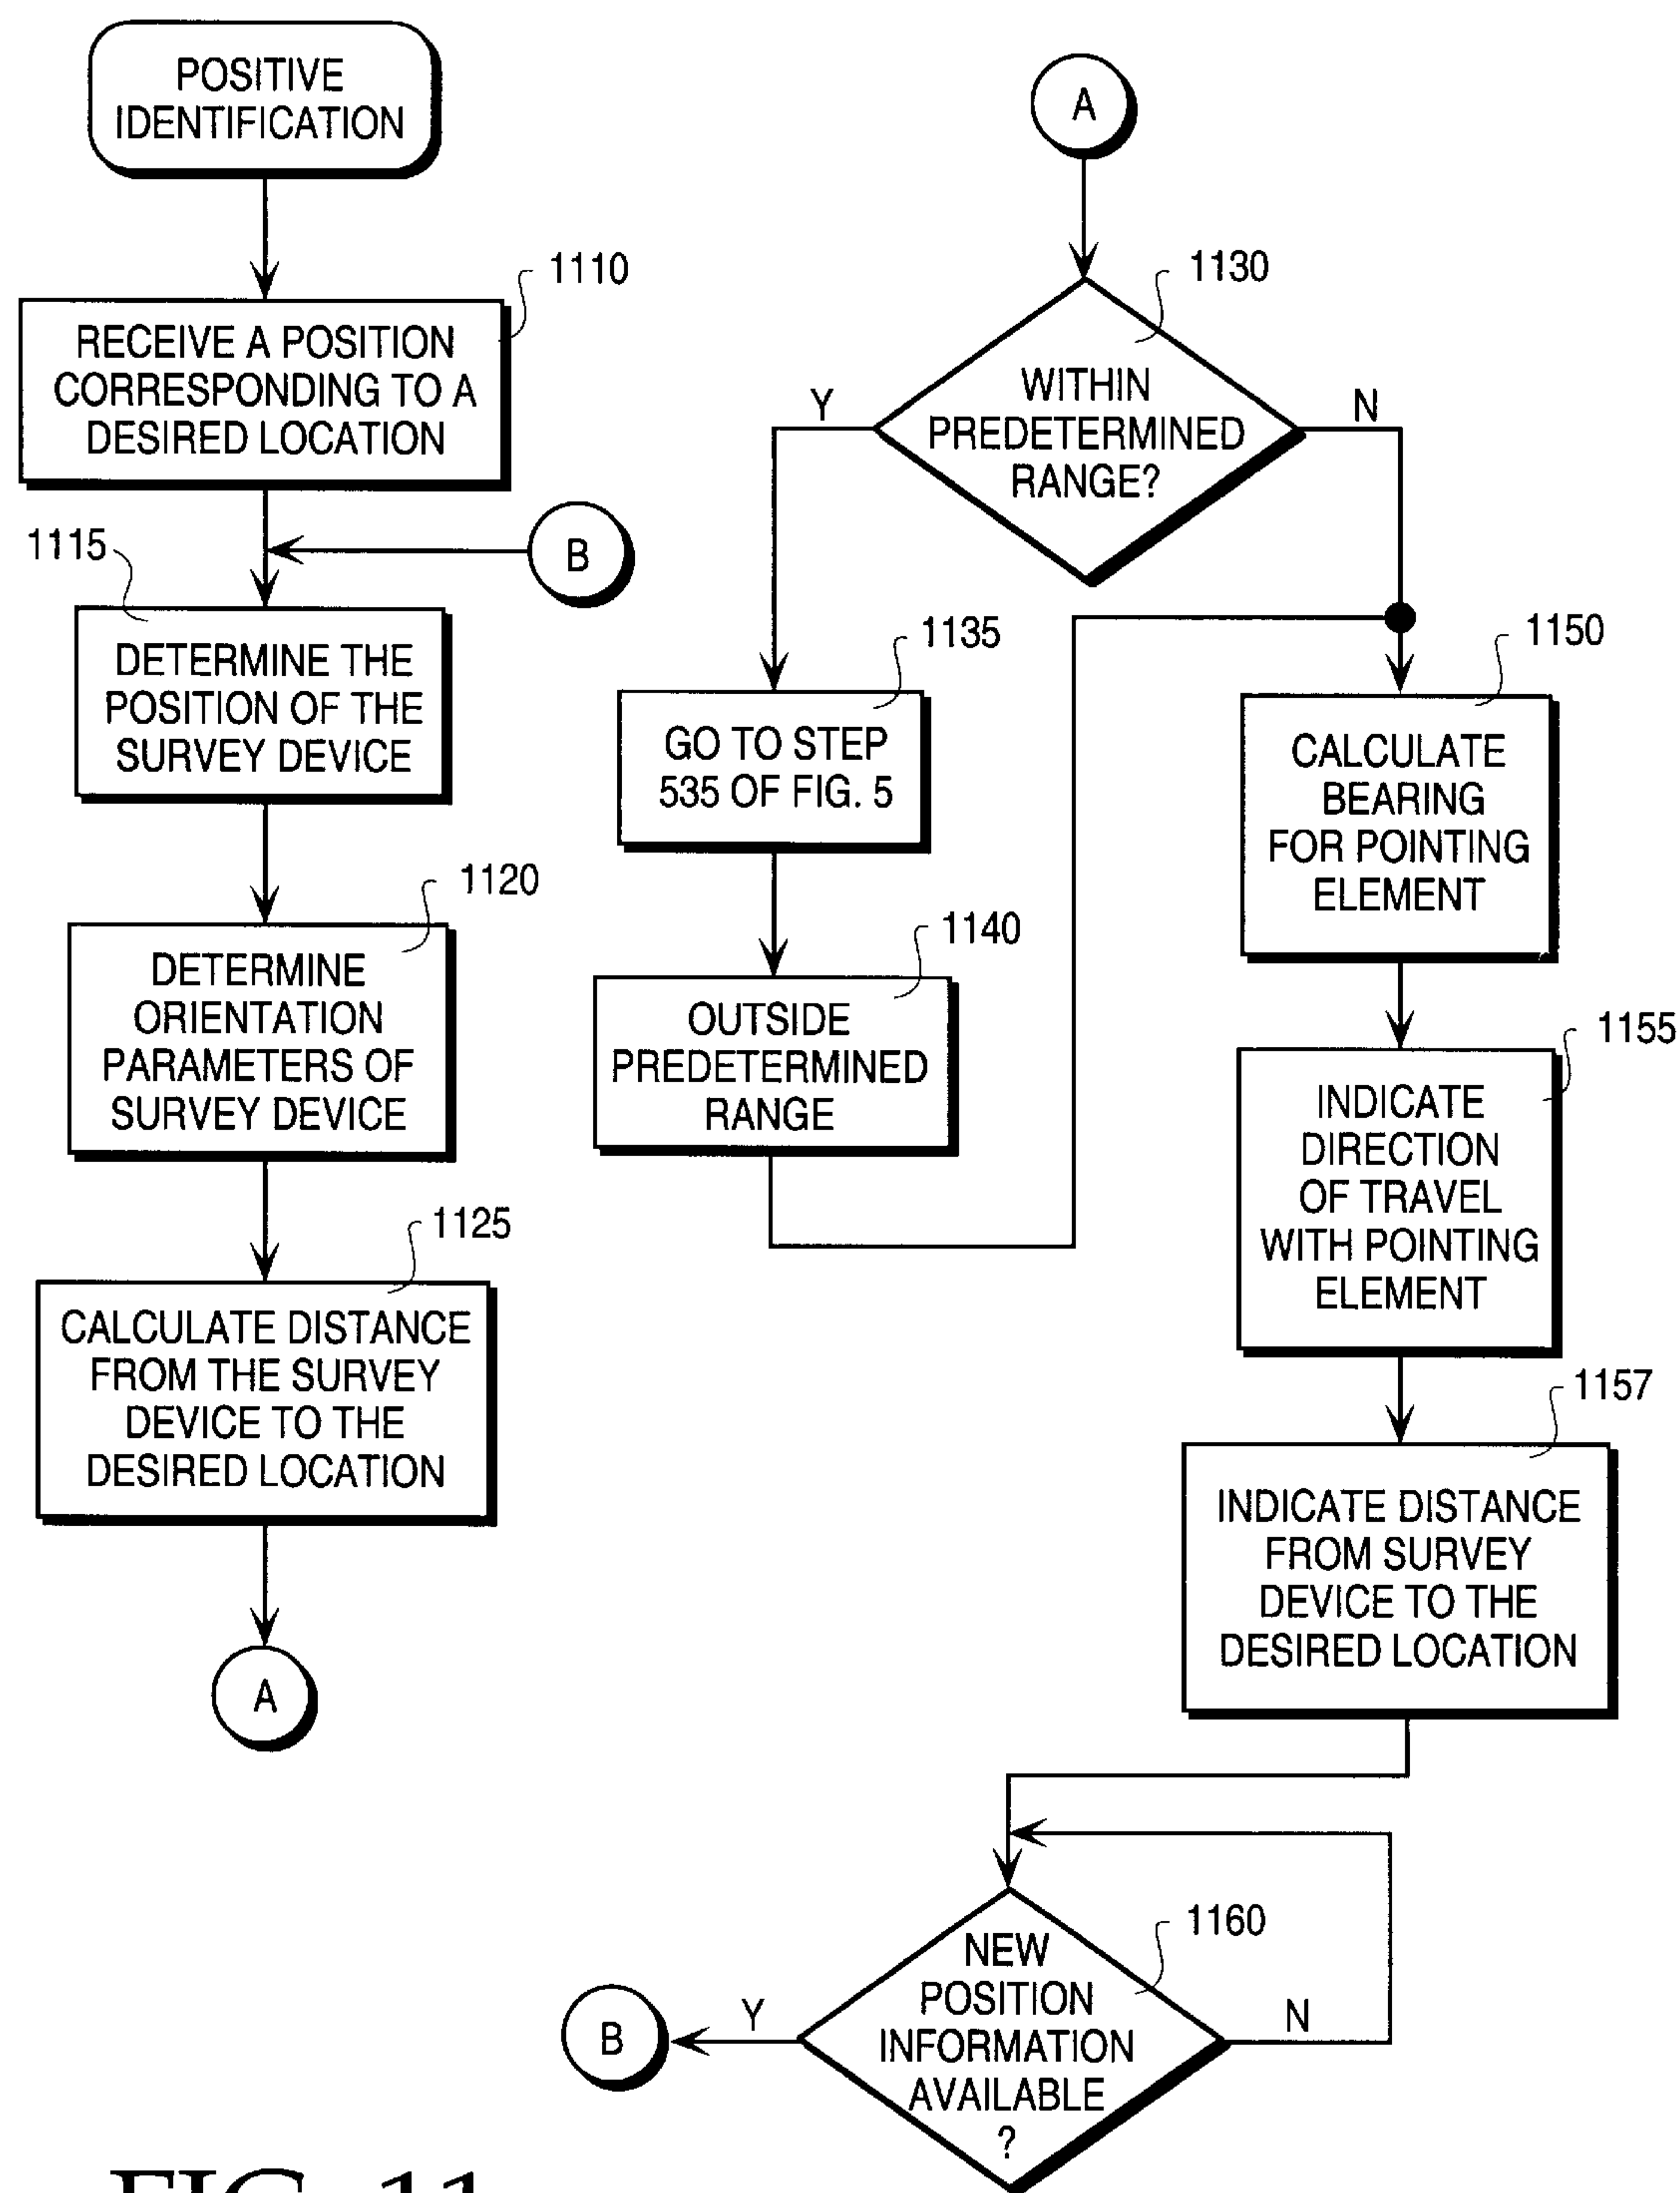 POSITIVE
IDENTIFICATION
1110
RECEIVE A POSITION
CORRESPONDING TO A
DESIRED LOCATION
B
1115
DETERMINE THE
POSITION OF THE
SURVEY DEVICE
1120
DETERMINE
ORIENTATION
PARAMETERS OF
SURVEY DEVICE
1125
CALCULATE DISTANCE
FROM THE SURVEY
DEVICE TO THE
DESIRED LOCATION
A
A
1130
WITHIN
PREDETERMINED
RANGE?
Y
N
1135
GO TO STEP
535 OF FIG. 5
1140
OUTSIDE
PREDETERMINED
RANGE
1150
CALCULATE
BEARING
FOR POINTING
ELEMENT
1155
INDICATE
DIRECTION
OF TRAVEL
WITH POINTING
ELEMENT
1157
INDICATE DISTANCE
FROM SURVEY
DEVICE TO THE
DESIRED LOCATION
1160
NEW
POSITION
INFORMATION
AVAILABLE
?
Y
N
B
FIG. 11